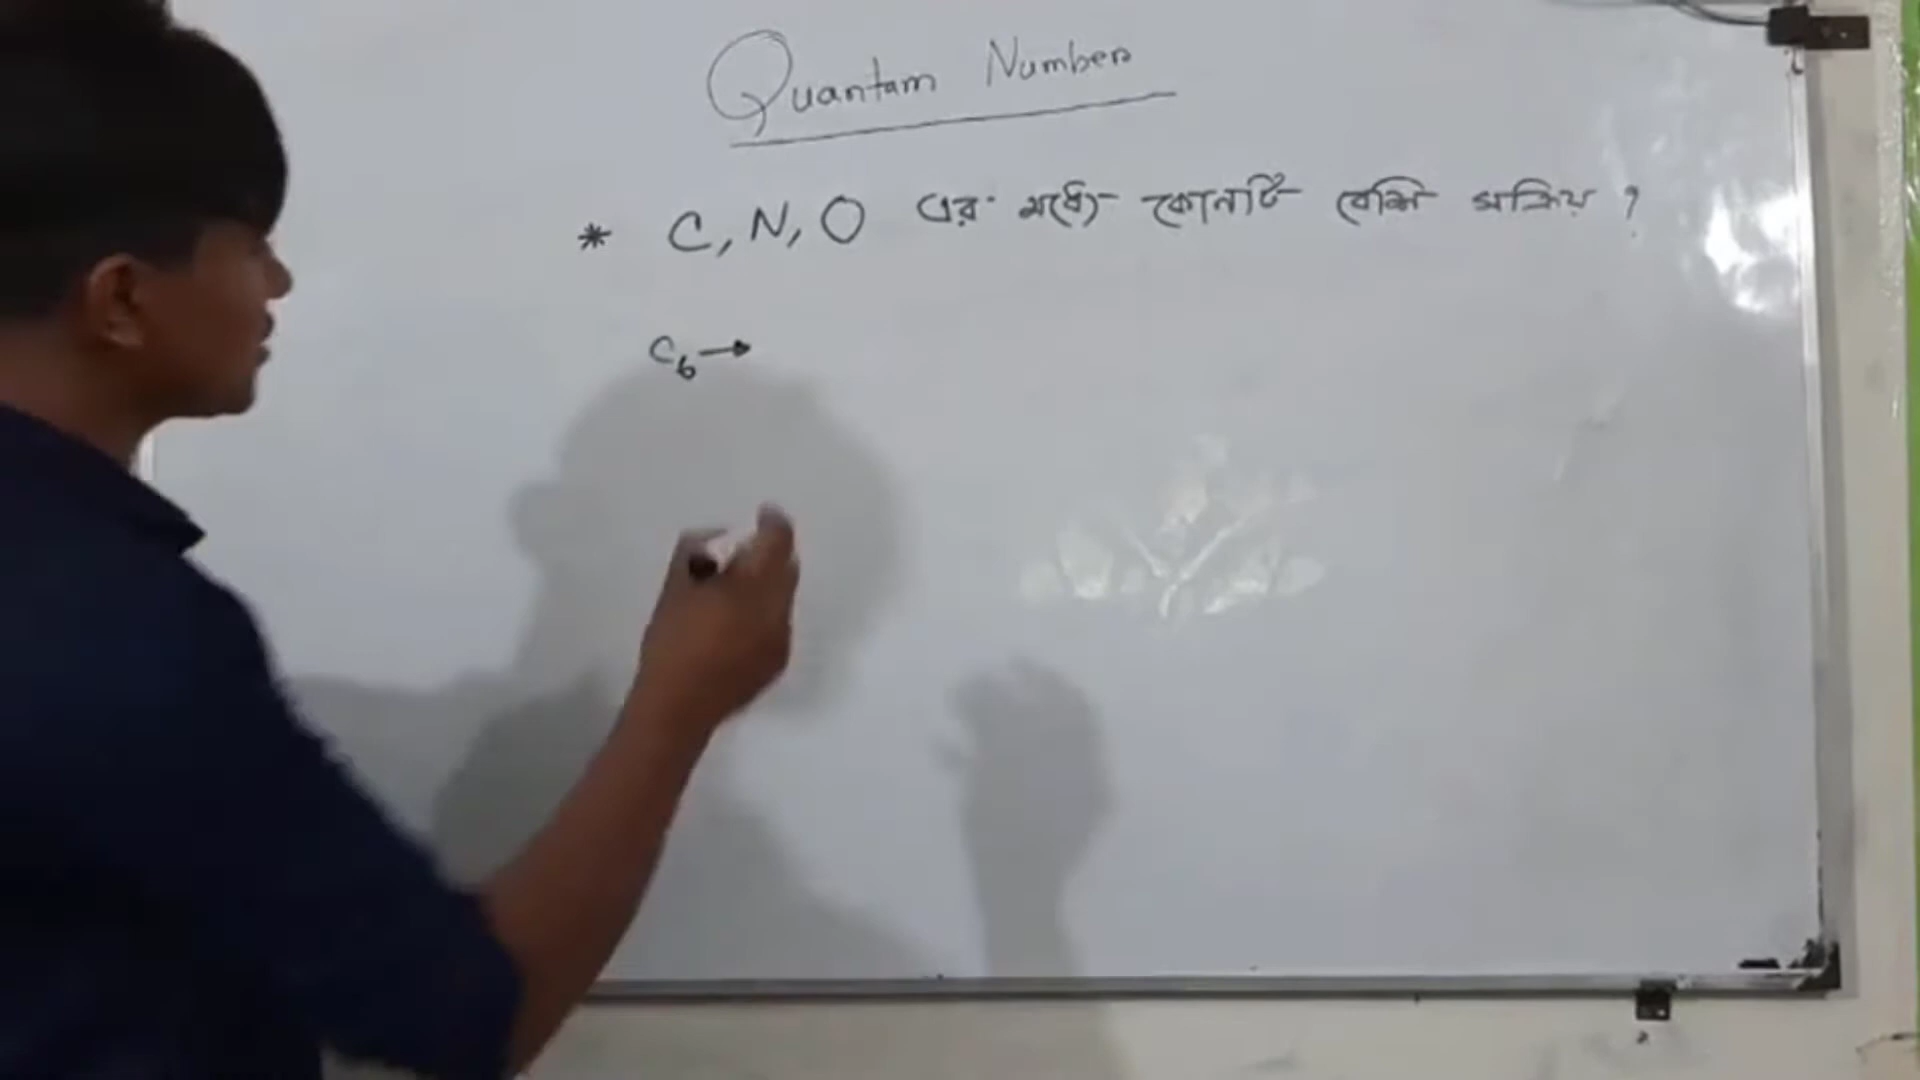 Quantam Number
* C, N, O এর মধ্যে কোনটি বেশি সক্রিয় ?
C6→